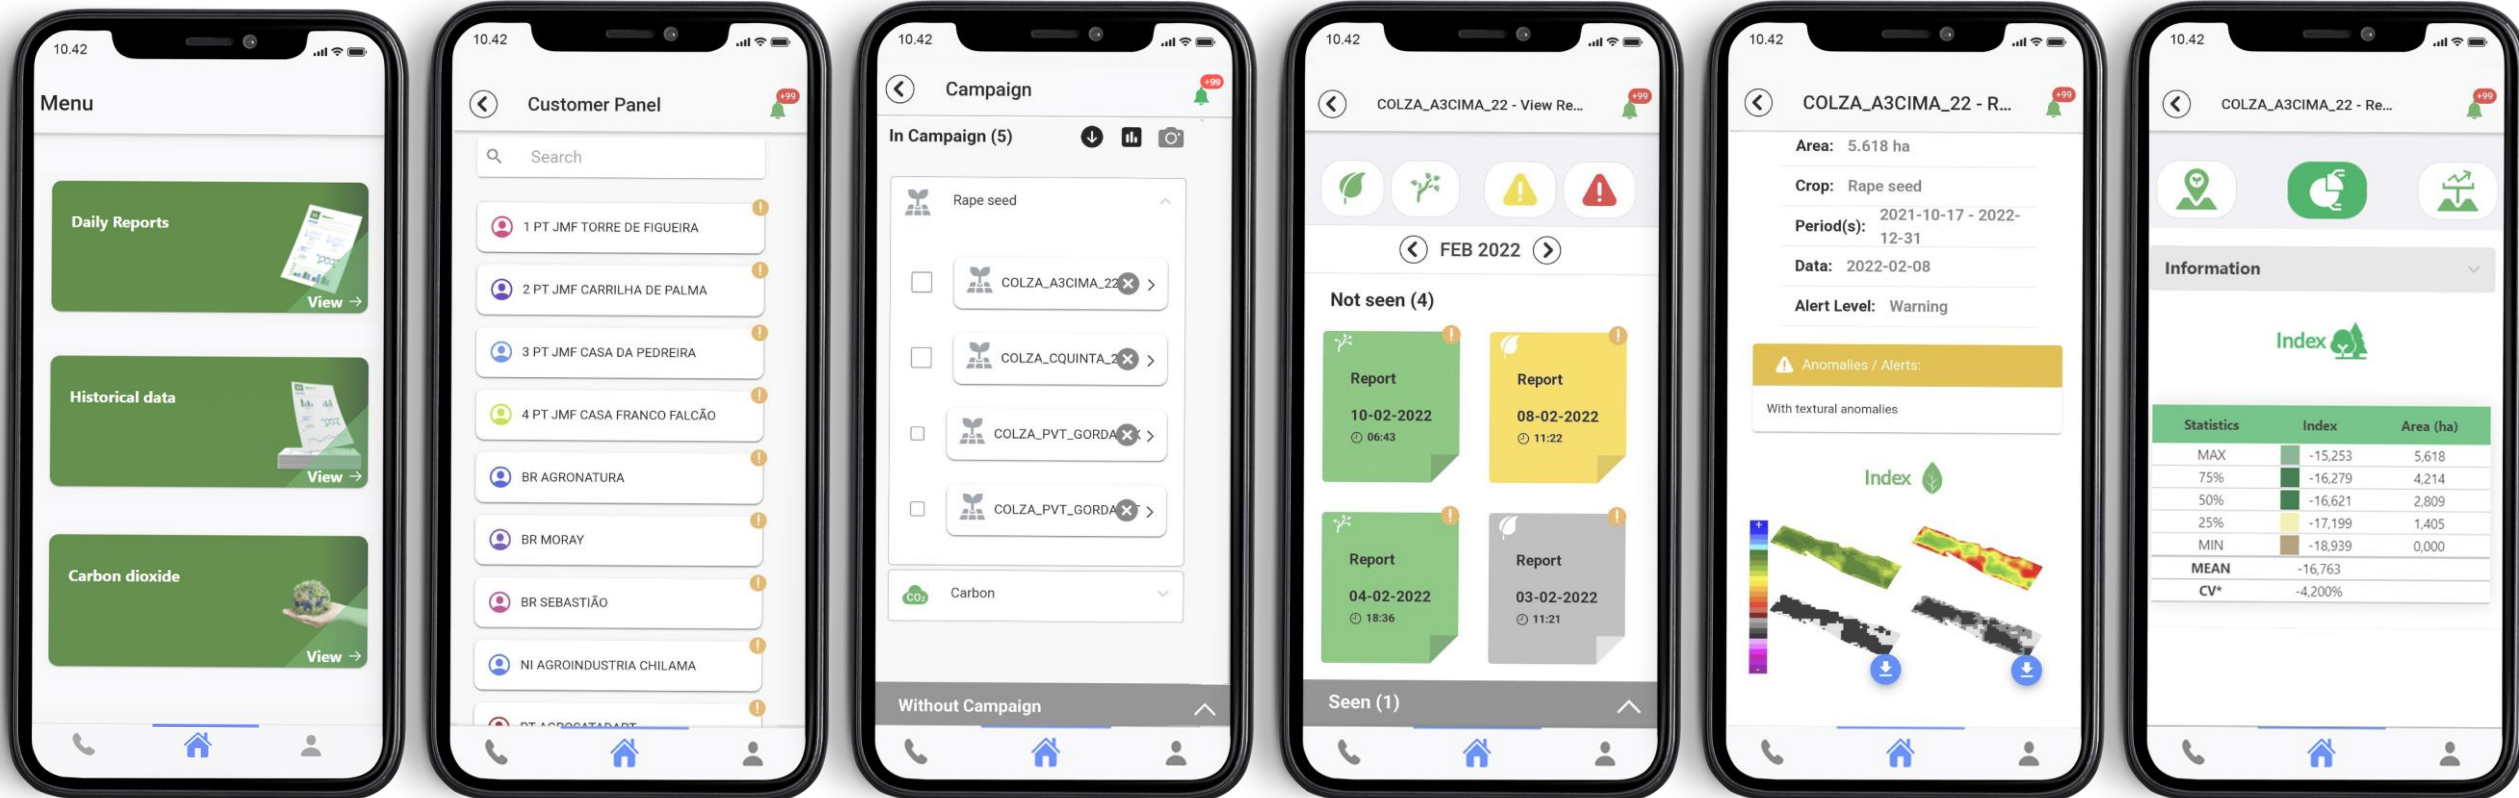 10.42
Menu
Daily Reports
View →
Historical data
View →
Carbon dioxide
View →
10.42
Customer Panel
+99
Search
1 PT JMF TORRE DE FIGUEIRA
2 PT JMF CARRILHA DE PALMA
3 PT JMF CASA DA PEDREIRA
4 PT JMF CASA FRANCO FALCÃO
BR AGRONATURA
BR MORAY
BR SEBASTIÃO
NI AGROINDUSTRIA CHILAMA
10.42
Campaign
+99
In Campaign (5)
Rape seed
COLZA_A3CIMA_22
COLZA_CQUINTA_2
COLZA_PVT_GORDA
COLZA_PVT_GORDA
CO₂ Carbon
Without Campaign
10.42
COLZA_A3CIMA_22 - View Re...
+99
FEB 2022
Not seen (4)
Report
10-02-2022
06:43
Report
08-02-2022
11:22
Report
04-02-2022
18:36
Report
03-02-2022
11:21
Seen (1)
10.42
COLZA_A3CIMA_22 - R...
+99
Area: 5.618 ha
Crop: Rape seed
Period(s): 2021-10-17 - 2022-
12-31
Data: 2022-02-08
Alert Level: Warning
Anomalies / Alerts:
With textural anomalies
Index
+
-
10.42
COLZA_A3CIMA_22 - Re...
+99
Information
Index
Statistics Index Area (ha)
MAX -15,253 5,618
75% -16,279 4,214
50% -16,621 2,809
25% -17,199 1,405
MIN -18,939 0,000
MEAN -16,763
CV* -4,200%